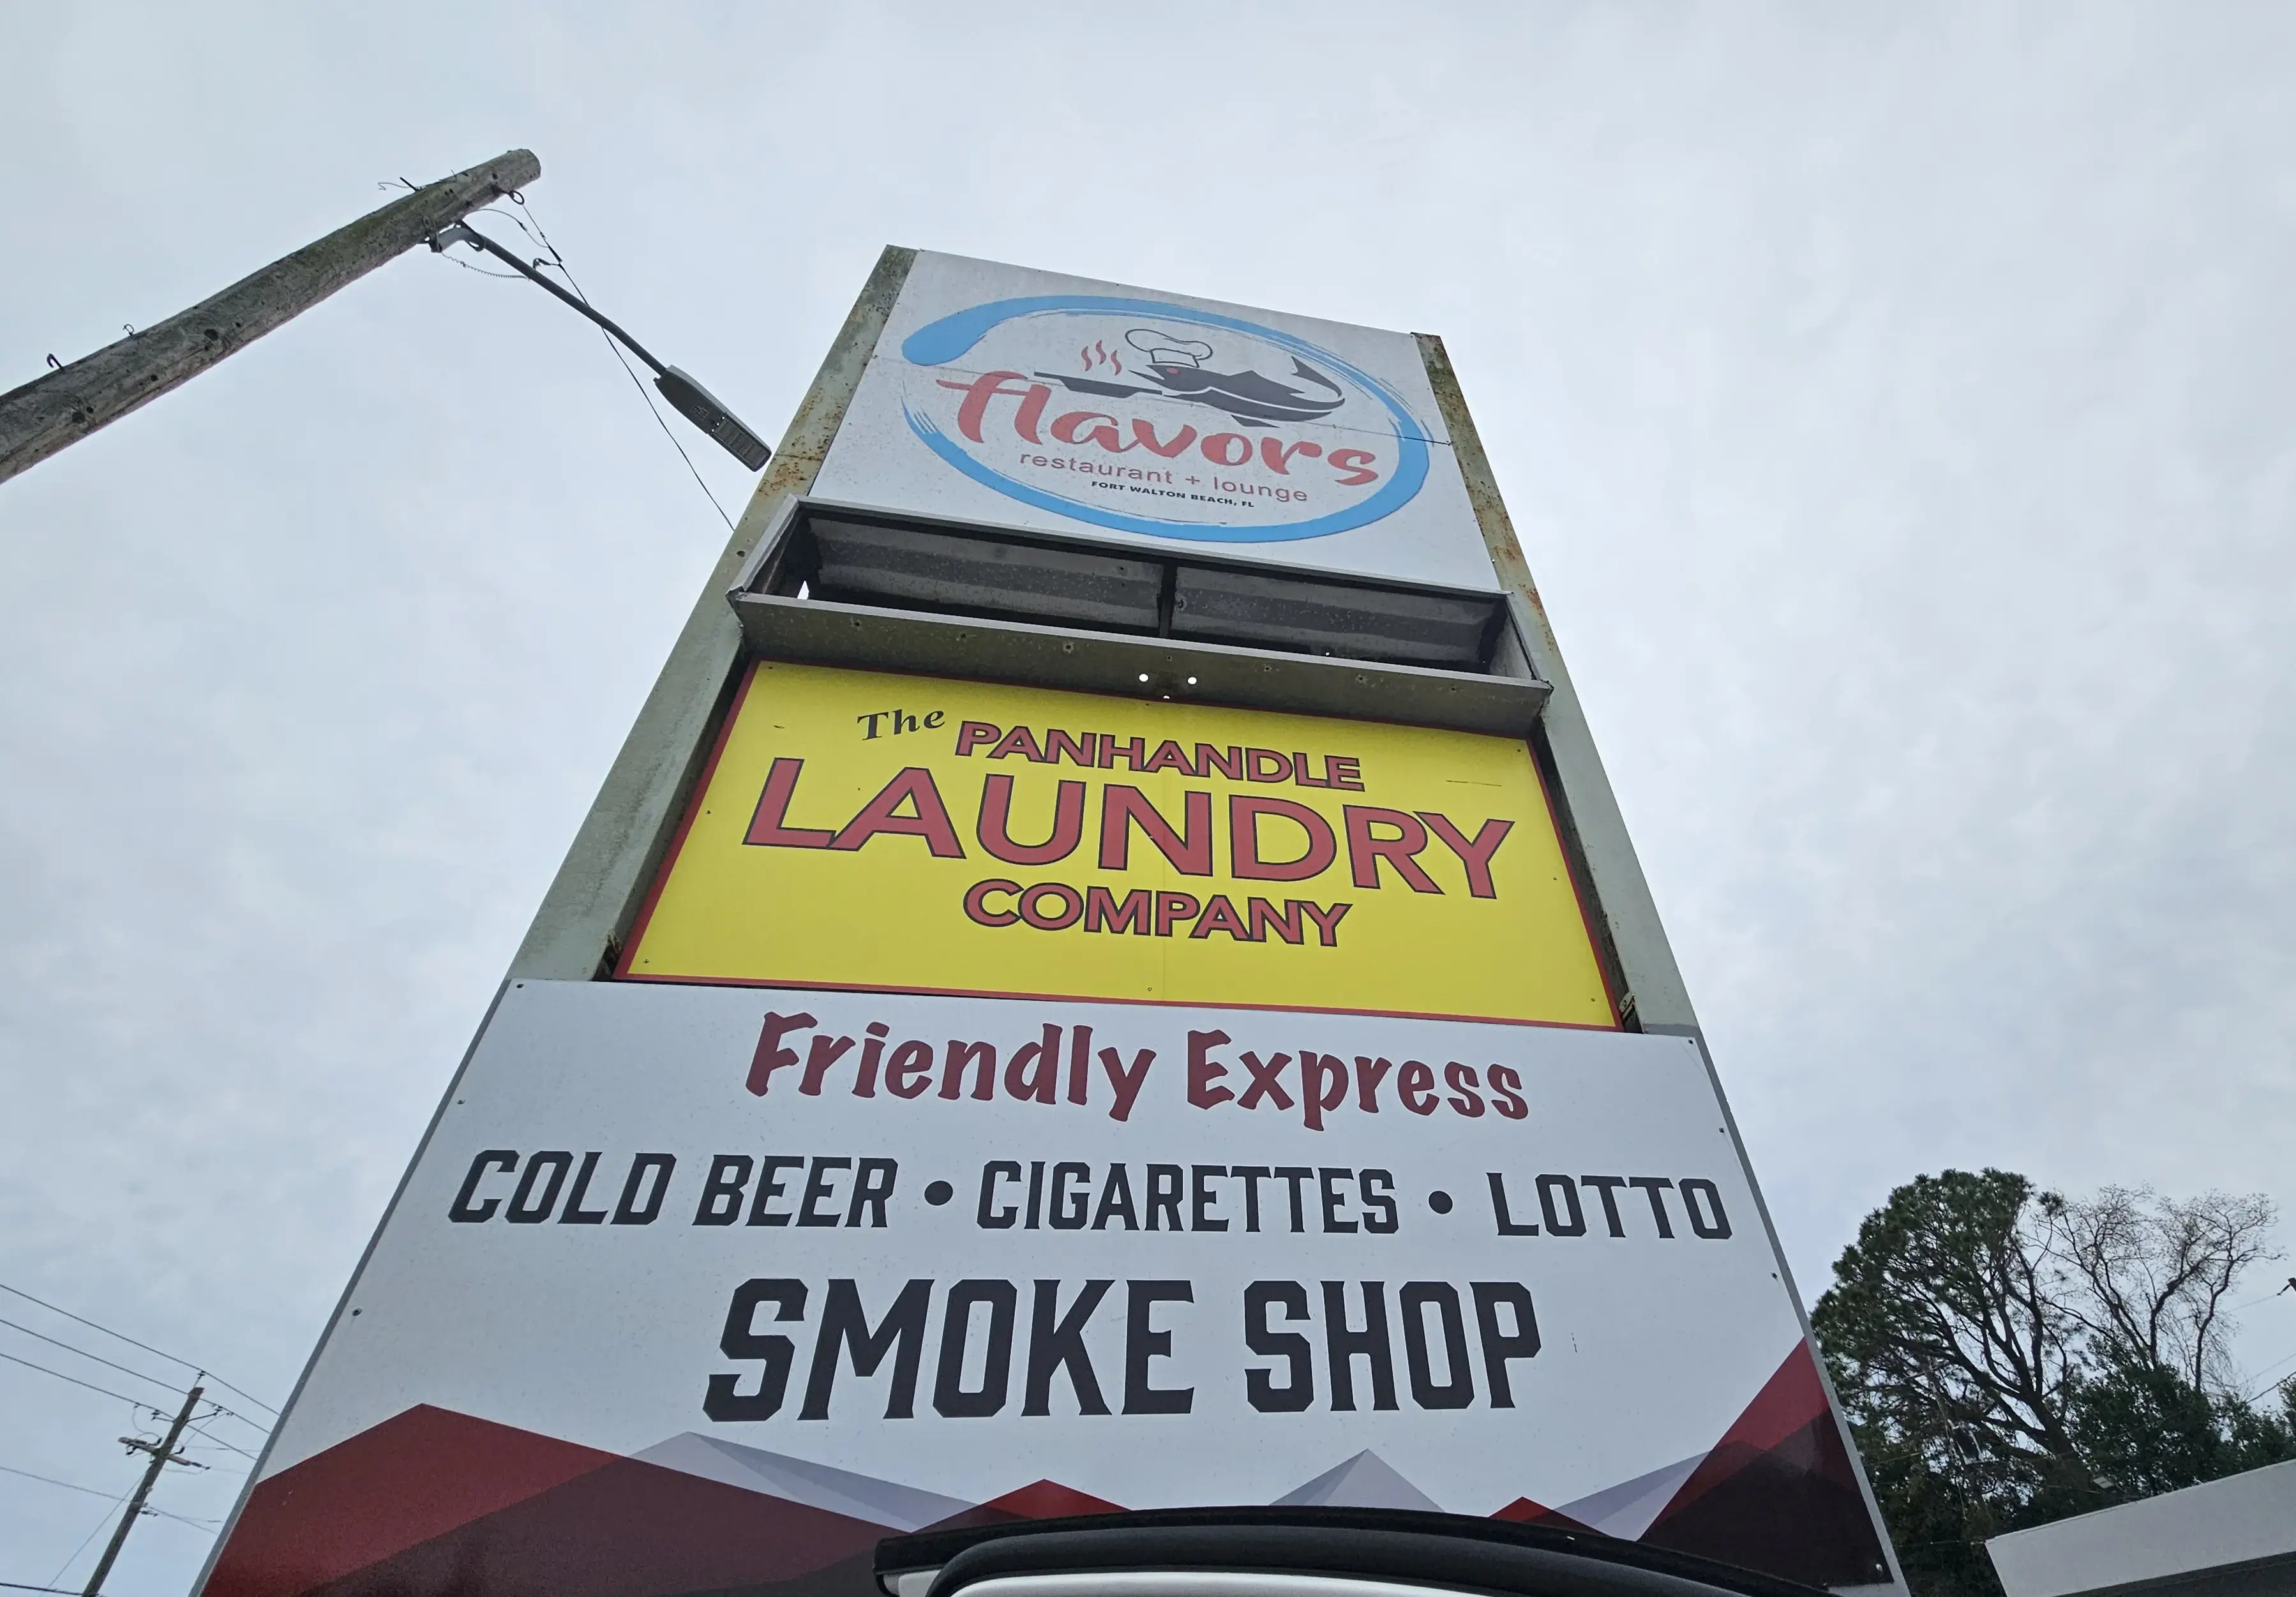 flavors
restaurant + lounge
FORT WALTON BEACH, FL
The PANHANDLE
LAUNDRY
COMPANY
Friendly Express
COLD BEER • CIGARETTES • LOTTO
SMOKE SHOP